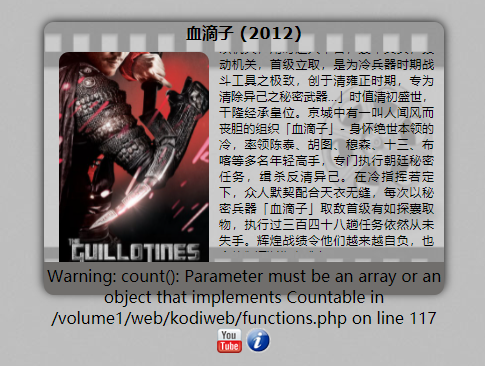 血滴子 (2012)
动机关，首级立取，是为冷兵器时期战
斗工具之极致，创于清雍正时期，专为
清除异己之秘密武器...」时值清初盛世，
干隆经承皇位。京城中有一叫人闻风而
丧胆的组织「血滴子」- 身怀绝世本领的
冷，率领陈泰、胡图、穆森、十三、布
喀等多名年轻高手，专门执行朝廷秘密
任务，缉杀反清异己。在冷指挥若定
下，众人默契配合天衣无缝，每次以秘
密兵器「血滴子」取敌首级有如探囊取
物，执行过三百四十八趟任务依然从未
失手。辉煌战绩令他们越来越自负，也
THE
GUILLOTINES
Warning: count(): Parameter must be an array or an
object that implements Countable in
/volume1/web/kodiweb/functions.php on line 117
You
Tube
i